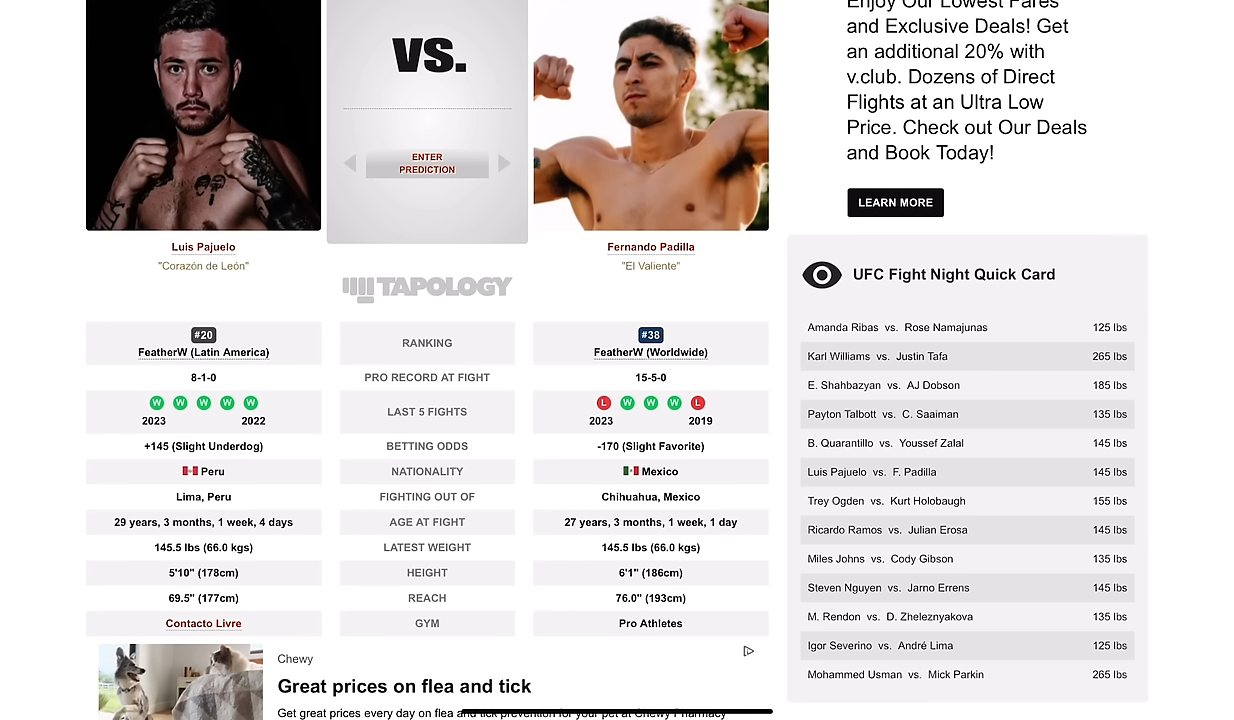 Enjoy Our Lowest Fares
and Exclusive Deals! Get
an additional 20% with
v.club. Dozens of Direct
Flights at an Ultra Low
Price. Check out Our Deals
and Book Today!
LEARN MORE
VS.
ENTER
PREDICTION
Luis Pajuelo
"Corazón de León"
Fernando Padilla
"El Valiente"
TAPOLOGY
#20
FeatherW (Latin America)
RANKING
#38
FeatherW (Worldwide)
8-1-0
PRO RECORD AT FIGHT
15-5-0
W W W W W
2023 2022
LAST 5 FIGHTS
L W W W L
2023 2019
+145 (Slight Underdog)
BETTING ODDS
-170 (Slight Favorite)
Peru
NATIONALITY
Mexico
Lima, Peru
FIGHTING OUT OF
Chihuahua, Mexico
29 years, 3 months, 1 week, 4 days
AGE AT FIGHT
27 years, 3 months, 1 week, 1 day
145.5 lbs (66.0 kgs)
LATEST WEIGHT
145.5 lbs (66.0 kgs)
5'10" (178cm)
HEIGHT
6'1" (186cm)
69.5" (177cm)
REACH
76.0" (193cm)
Contacto Livre
GYM
Pro Athletes
Chewy
Great prices on flea and tick
Get great prices every day on flea and tick prevention for your pet at Chewy Pharmacy
UFC Fight Night Quick Card
Amanda Ribas vs. Rose Namajunas 125 lbs
Karl Williams vs. Justin Tafa 265 lbs
E. Shahbazyan vs. AJ Dobson 185 lbs
Payton Talbott vs. C. Saaiman 135 lbs
B. Quarantillo vs. Youssef Zalal 145 lbs
Luis Pajuelo vs. F. Padilla 145 lbs
Trey Ogden vs. Kurt Holobaugh 155 lbs
Ricardo Ramos vs. Julian Erosa 145 lbs
Miles Johns vs. Cody Gibson 135 lbs
Steven Nguyen vs. Jarno Errens 145 lbs
M. Rendon vs. D. Zheleznyakova 135 lbs
Igor Severino vs. André Lima 125 lbs
Mohammed Usman vs. Mick Parkin 265 lbs